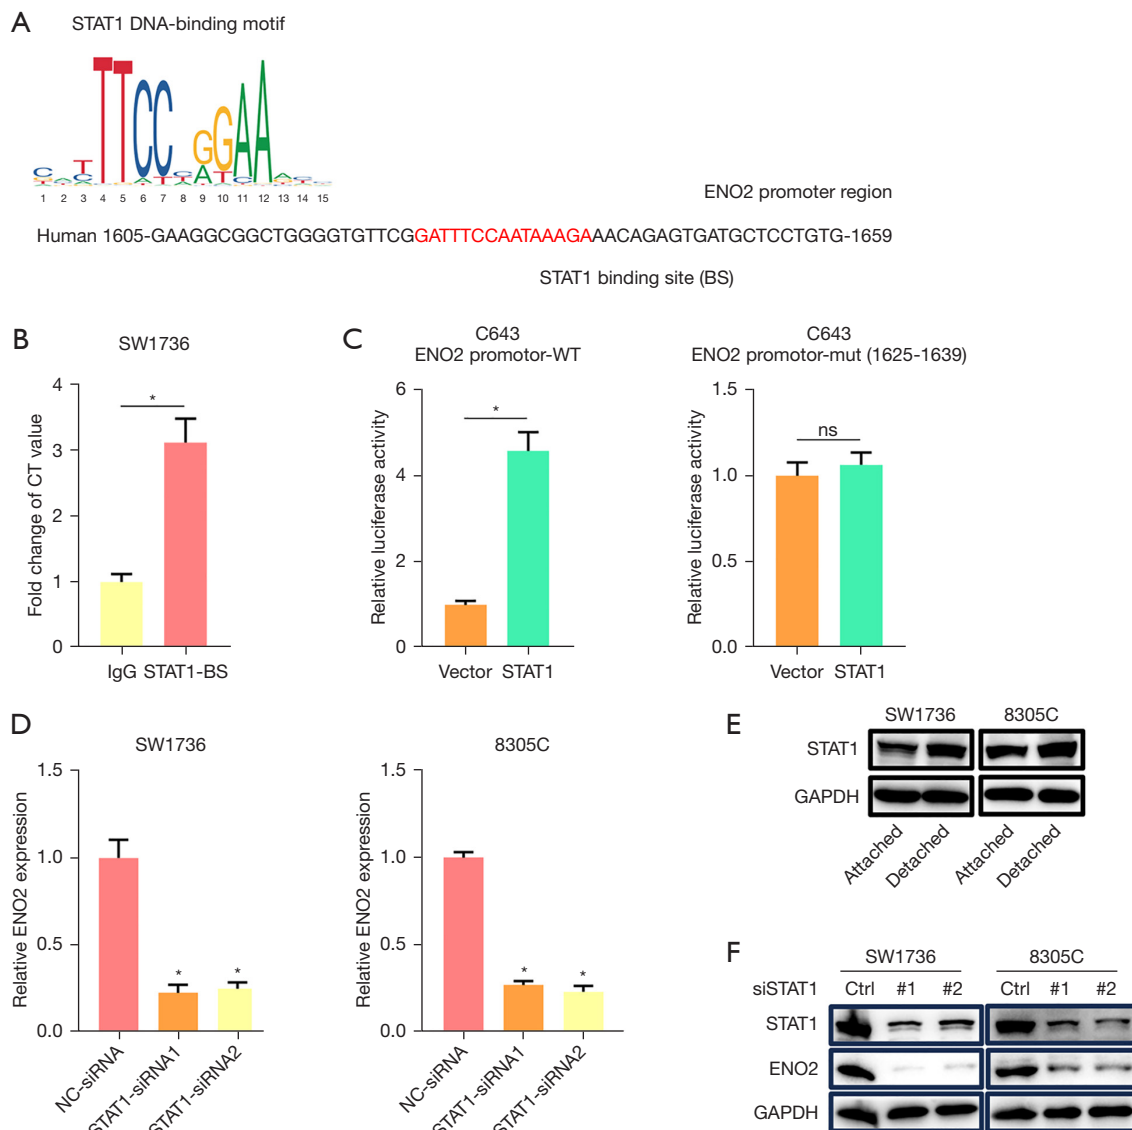 A
STAT1 DNA-binding motif
1 2 3 4 5 6 7 8 9 10 11 12 13 14 15
ENO2 promoter region
Human 1605-GAAGGCGGCTGGGGTGTTCGGATTTCCAATAAAGAAACAGAGTGATGCTCCTGTG-1659
STAT1 binding site (BS)
B
SW1736
Fold change of CT value
4
3
2
1
0
*
IgG STAT1-BS
C
C643
ENO2 promotor-WT
Relative luciferase activity
6
4
2
0
*
Vector STAT1
C643
ENO2 promotor-mut (1625-1639)
Relative luciferase activity
1.5
1.0
0.5
0.0
ns
Vector STAT1
D
SW1736
Relative ENO2 expression
1.5
1.0
0.5
0.0
* *
NC-siRNA
STAT1-siRNA1
STAT1-siRNA2
8305C
Relative ENO2 expression
1.5
1.0
0.5
0.0
* *
NC-siRNA
STAT1-siRNA1
STAT1-siRNA2
E
SW1736 8305C
STAT1
GAPDH
Attached Detached Attached Detached
F
SW1736 8305C
siSTAT1 Ctrl #1 #2 Ctrl #1 #2
STAT1
ENO2
GAPDH